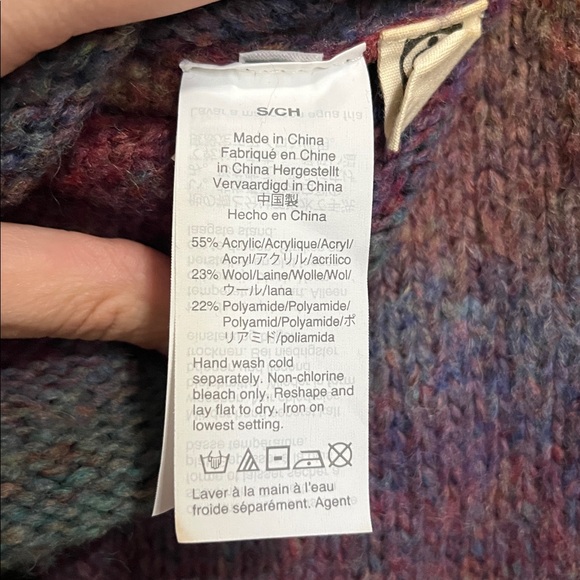 S/CH
Made in China
Fabriqué en Chine
in China Hergestellt
Vervaardigd in China
中国製
Hecho en China
55% Acrylic/Acrylique/Acryl/
Acryl/アクリル/acrílico
23% Wool/Laine/Wolle/Wol/
ウール/lana
22% Polyamide/Polyamide/
Polyamid/Polyamide/ポ
リアミド/poliamida
Hand wash cold
separately. Non-chlorine
bleach only. Reshape and
lay flat to dry. Iron on
lowest setting.
Laver à la main à l'eau
froide séparément. Agent